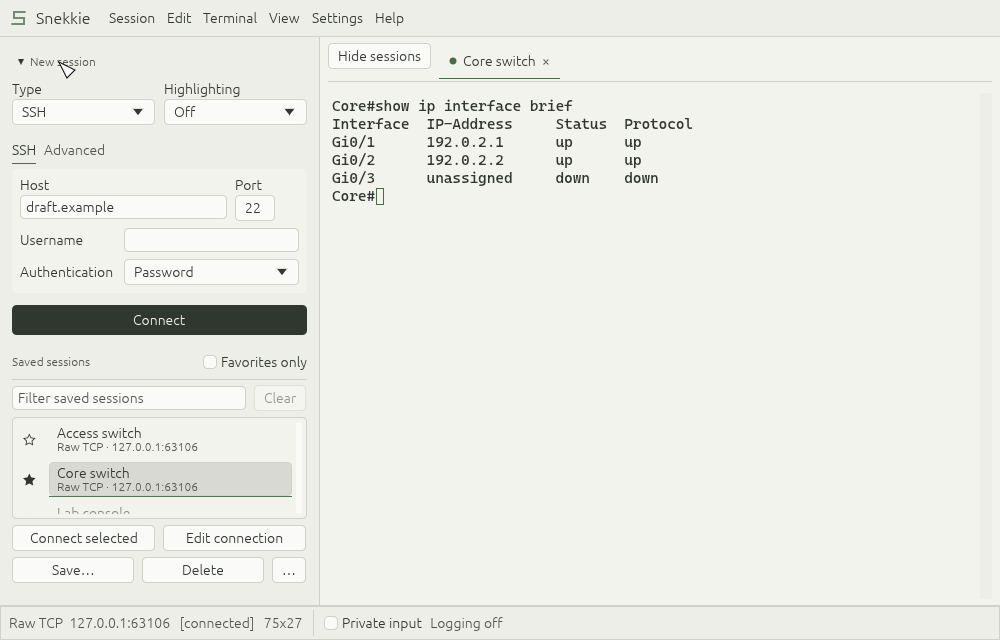 Snekkie Session Edit Terminal View Settings Help
▼ New session
Type Highlighting
SSH Off
SSH Advanced
Host Port
draft.example 22
Username
Authentication Password
Connect
Saved sessions Favorites only
Filter saved sessions Clear
Access switch
Raw TCP · 127.0.0.1:63106
Core switch
Raw TCP · 127.0.0.1:63106
Lab console
Connect selected Edit connection
Save... Delete ...
Hide sessions ● Core switch ×
Core#show ip interface brief
Interface IP-Address Status Protocol
Gi0/1 192.0.2.1 up up
Gi0/2 192.0.2.2 up up
Gi0/3 unassigned down down
Core#
Raw TCP 127.0.0.1:63106 [connected] 75x27 Private input Logging off